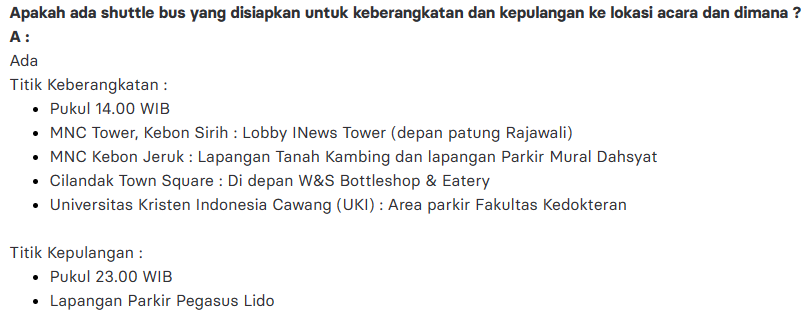 Apakah ada shuttle bus yang disiapkan untuk keberangkatan dan kepulangan ke lokasi acara dan dimana ?
A :
Ada
Titik Keberangkatan :
• Pukul 14.00 WIB
• MNC Tower, Kebon Sirih : Lobby INews Tower (depan patung Rajawali)
• MNC Kebon Jeruk : Lapangan Tanah Kambing dan lapangan Parkir Mural Dahsyat
• Cilandak Town Square : Di depan W&S Bottleshop & Eatery
• Universitas Kristen Indonesia Cawang (UKI) : Area parkir Fakultas Kedokteran
Titik Kepulangan :
• Pukul 23.00 WIB
• Lapangan Parkir Pegasus Lido